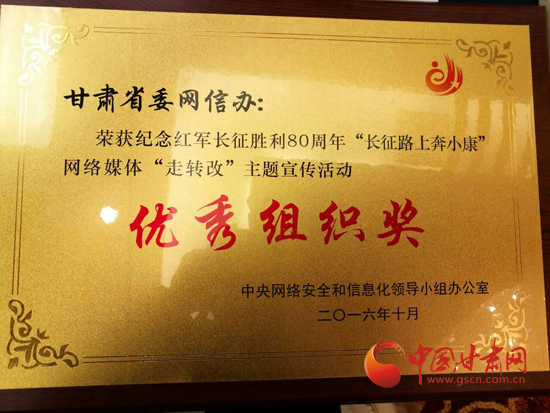 甘肃省委网信办:
荣获纪念红军长征胜利80周年“长征路上奔小康”
网络媒体“走转改”主题宣传活动
优秀组织奖
中央网络安全和信息化领导小组办公室
二〇一六年十月
中国甘肃网
www.gscn.com.cn